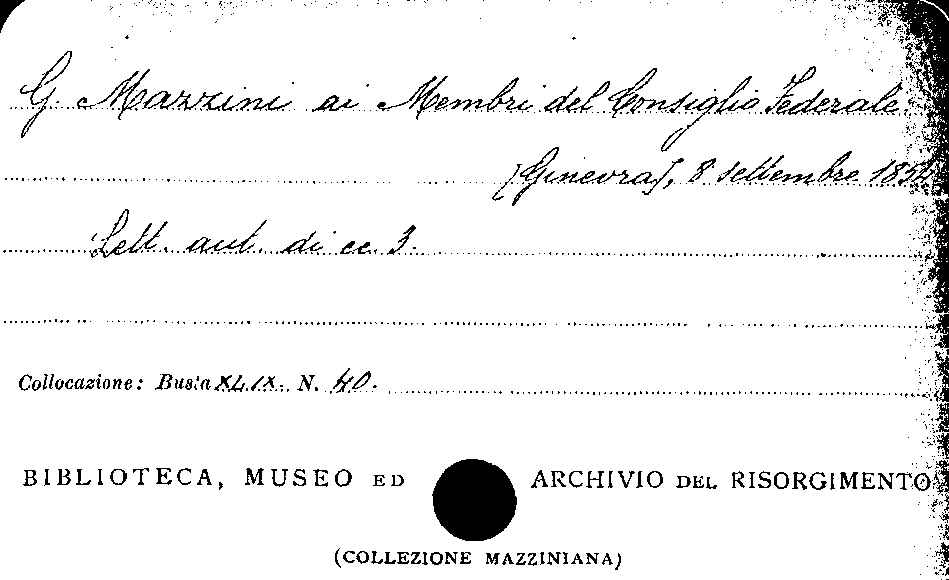 G. Mazzini ai Membri del Consiglio Federale.
[Ginevra], 8 settembre 1854
Lett. aut. di cc. 3.
Collocazione: Busta XLIX. N. 40.
BIBLIOTECA, MUSEO ED ARCHIVIO DEL RISORGIMENTO
(COLLEZIONE MAZZINIANA)